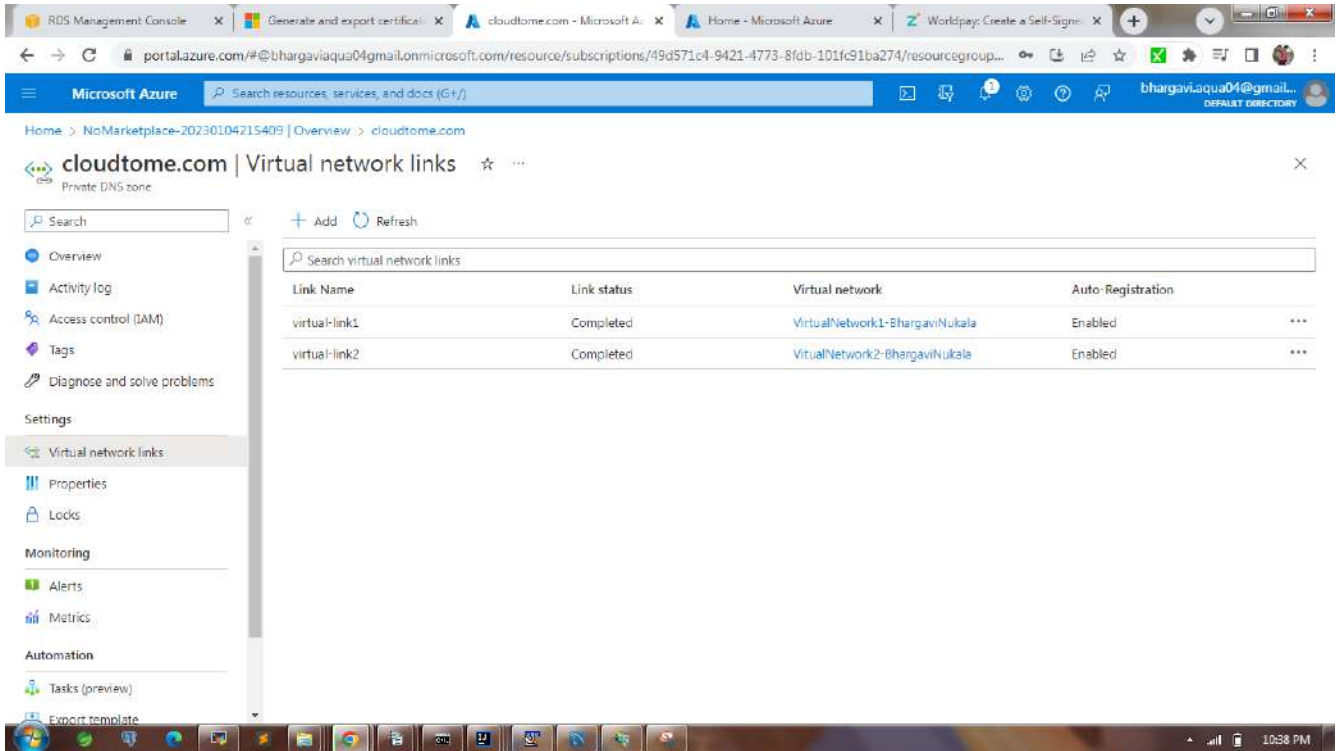 RDS Management Console
Generate and export certificat
cloudtome.com - Microsoft Az
Home - Microsoft Azure
Worldpay: Create a Self-Signe
portal.azure.com/#@bhargaviaqua04gmail.onmicrosoft.com/resource/subscriptions/49d571c4-9421-4773-8fdb-101fc91ba274/resourcegroup...
Microsoft Azure
Search resources, services, and docs (G+/)
1
bhargavi.aqua04@gmail...
DEFAULT DIRECTORY
Home > NoMarketplace-20230104215409 | Overview > cloudtome.com
cloudtome.com | Virtual network links
Private DNS zone
Search
Add Refresh
Overview
Search virtual network links
Activity log
Link Name Link status Virtual network Auto-Registration
Access control (IAM)
virtual-link1 Completed VirtualNetwork1-BhargaviNukala Enabled
Tags
virtual-link2 Completed VitualNetwork2-BhargaviNukala Enabled
Diagnose and solve problems
Settings
Virtual network links
Properties
Locks
Monitoring
Alerts
Metrics
Automation
Tasks (preview)
Export template
10:38 PM